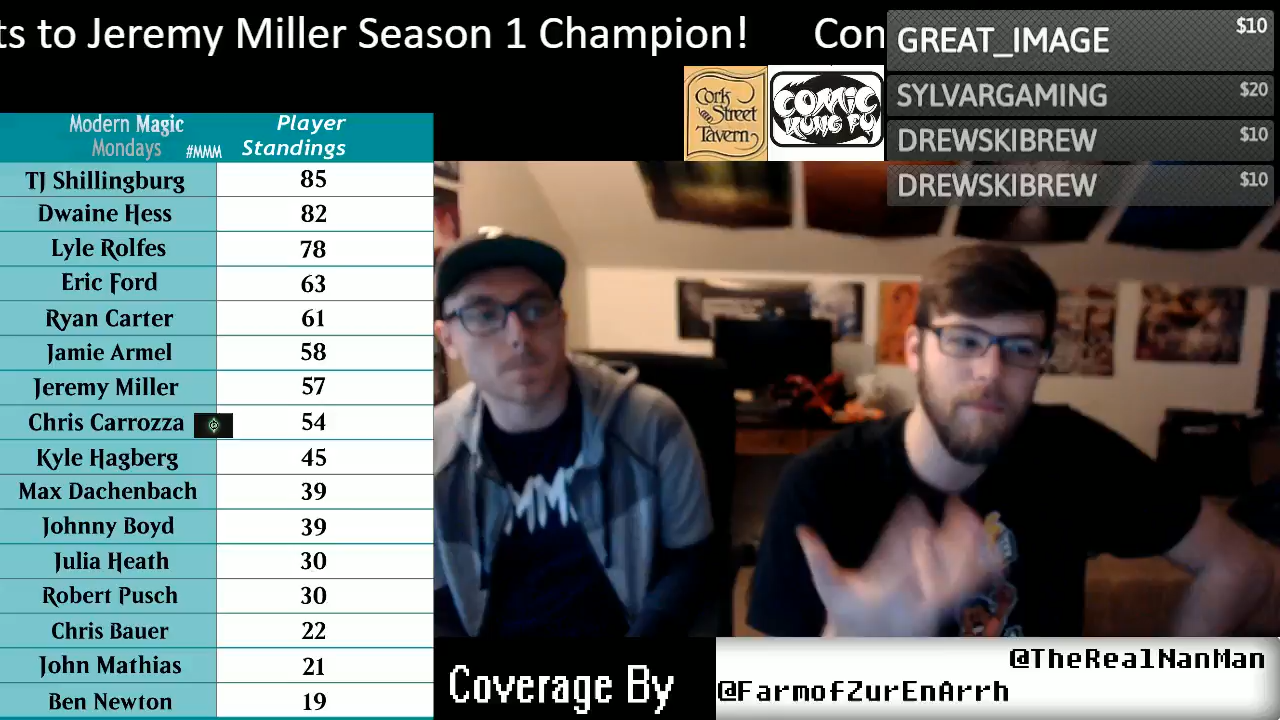 ts to Jeremy Miller Season 1 Champion! Con
GREAT_IMAGE $10
SYLVARGAMING $20
DREWSKIBREW $10
DREWSKIBREW $10
Cork
Street
Tavern
COMIC
KUNG FU
Modern Magic
Mondays #MMM
Player
Standings
TJ Shillingburg 85
Dwaine Hess 82
Lyle Rolfes 78
Eric Ford 63
Ryan Carter 61
Jamie Armel 58
Jeremy Miller 57
Chris Carrozza 54
Kyle Hagberg 45
Max Dachenbach 39
Johnny Boyd 39
Julia Heath 30
Robert Pusch 30
Chris Bauer 22
John Mathias 21
Ben Newton 19
Coverage By
@TheRealNanMan
@FarmofZurEnArrh